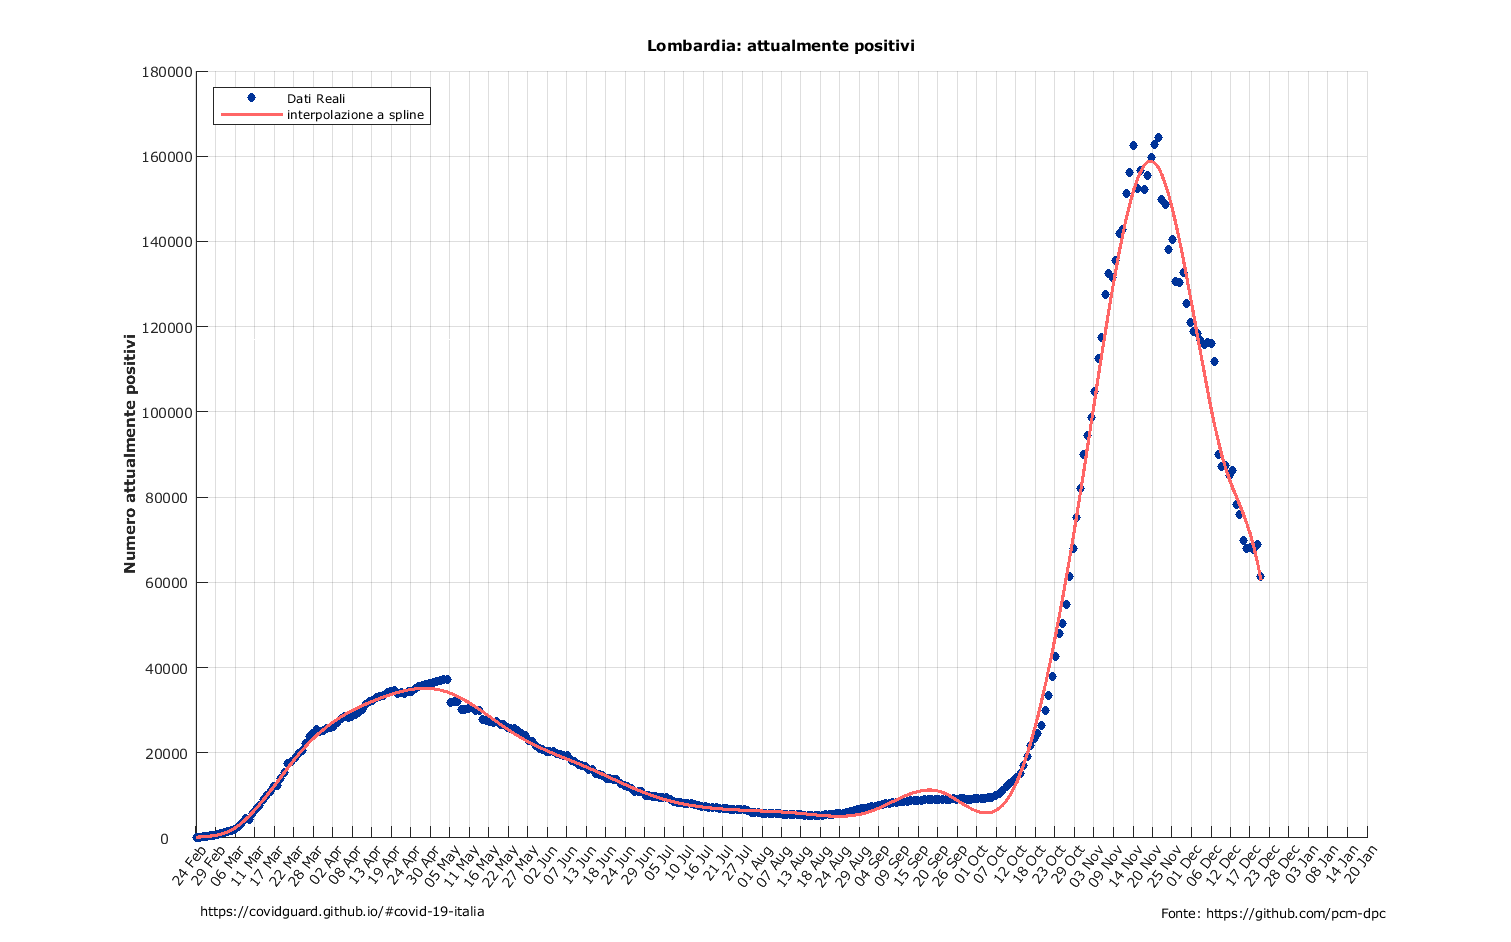 Lombardia: attualmente positivi
Dati Reali
interpolazione a spline
Numero attualmente positivi
180000
160000
140000
120000
100000
80000
60000
40000
20000
0
24 Feb
29 Feb
06 Mar
11 Mar
17 Mar
22 Mar
28 Mar
02 Apr
08 Apr
13 Apr
19 Apr
24 Apr
30 Apr
05 May
11 May
16 May
22 May
27 May
02 Jun
07 Jun
13 Jun
18 Jun
24 Jun
29 Jun
05 Jul
10 Jul
16 Jul
21 Jul
27 Jul
01 Aug
07 Aug
13 Aug
18 Aug
24 Aug
29 Aug
04 Sep
09 Sep
15 Sep
20 Sep
26 Sep
01 Oct
07 Oct
12 Oct
18 Oct
23 Oct
29 Oct
03 Nov
09 Nov
14 Nov
20 Nov
25 Nov
01 Dec
06 Dec
12 Dec
17 Dec
23 Dec
28 Dec
03 Jan
08 Jan
14 Jan
20 Jan
https://covidguard.github.io/#covid-19-italia
Fonte: https://github.com/pcm-dpc